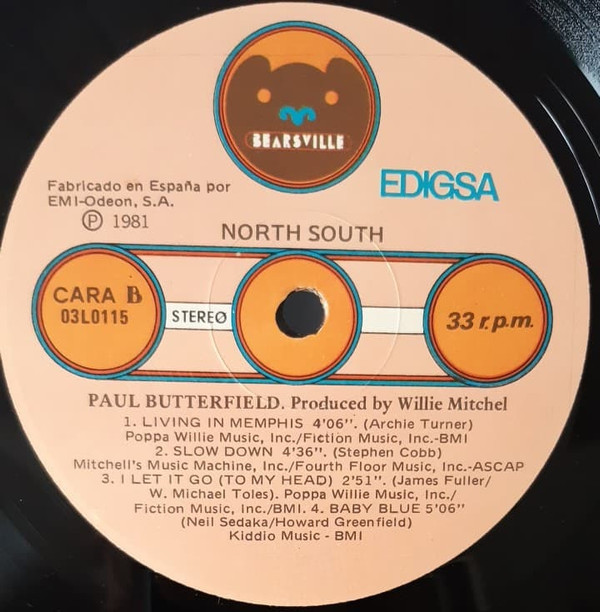 BEARSVILLE
EDIGSA
Fabricado en España por
EMI-Odeon, S.A.
Ⓟ 1981
NORTH SOUTH
CARA B
03L0115
STEREO
33 r.p.m.
PAUL BUTTERFIELD. Produced by Willie Mitchel
1. LIVING IN MEMPHIS 4'06". (Archie Turner)
Poppa Willie Music, Inc./Fiction Music, Inc.-BMI
2. SLOW DOWN 4'36". (Stephen Cobb)
Mitchell's Music Machine, Inc./Fourth Floor Music, Inc.-ASCAP
3. I LET IT GO (TO MY HEAD) 2'51". (James Fuller/
W. Michael Toles). Poppa Willie Music, Inc./
Fiction Music, Inc./BMI. 4. BABY BLUE 5'06"
(Neil Sedaka/Howard Greenfield)
Kiddio Music - BMI